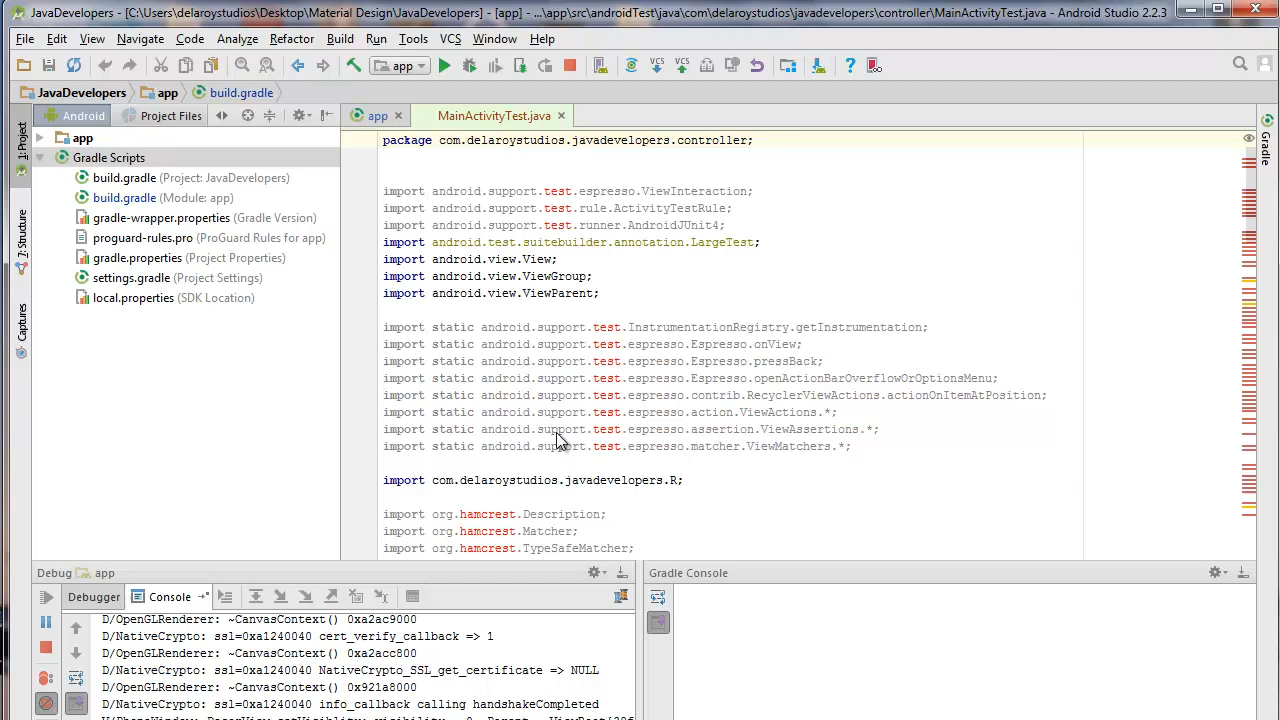 JavaDevelopers - [C:\Users\delaroystudios\Desktop\Material Design\JavaDevelopers] - [app] - ...\app\src\androidTest\java\com\delaroystudios\javadevelopers\controller\MainActivityTest.java - Android Studio 2.2.3
File Edit View Navigate Code Analyze Refactor Build Run Tools VCS Window Help
app
VCS VCS
JavaDevelopers app build.gradle
Android Project Files
app MainActivityTest.java
1: Project
7: Structure
Captures
Gradle
app
Gradle Scripts
build.gradle (Project: JavaDevelopers)
build.gradle (Module: app)
gradle-wrapper.properties (Gradle Version)
proguard-rules.pro (ProGuard Rules for app)
gradle.properties (Project Properties)
settings.gradle (Project Settings)
local.properties (SDK Location)
package com.delaroystudios.javadevelopers.controller;
import android.support.test.espresso.ViewInteraction;
import android.support.test.rule.ActivityTestRule;
import android.support.test.runner.AndroidJUnit4;
import android.test.suitebuilder.annotation.LargeTest;
import android.view.View;
import android.view.ViewGroup;
import android.view.ViewParent;
import static android.support.test.InstrumentationRegistry.getInstrumentation;
import static android.support.test.espresso.Espresso.onView;
import static android.support.test.espresso.Espresso.pressBack;
import static android.support.test.espresso.Espresso.openActionBarOverflowOrOptionsMenu;
import static android.support.test.espresso.contrib.RecyclerViewActions.actionOnItemAtPosition;
import static android.support.test.espresso.action.ViewActions.*;
import static android.support.test.espresso.assertion.ViewAssertions.*;
import static android.support.test.espresso.matcher.ViewMatchers.*;
import com.delaroystudios.javadevelopers.R;
import org.hamcrest.Description;
import org.hamcrest.Matcher;
import org.hamcrest.TypeSafeMatcher;
Debug app
Debugger Console
D/OpenGLRenderer: ~CanvasContext() 0xa2ac9000
D/NativeCrypto: ssl=0xa1240040 cert_verify_callback => 1
D/OpenGLRenderer: ~CanvasContext() 0xa2acc800
D/NativeCrypto: ssl=0xa1240040 NativeCrypto_SSL_get_certificate => NULL
D/OpenGLRenderer: ~CanvasContext() 0x921a8000
D/NativeCrypto: ssl=0xa1240040 info_callback calling handshakeCompleted
Gradle Console